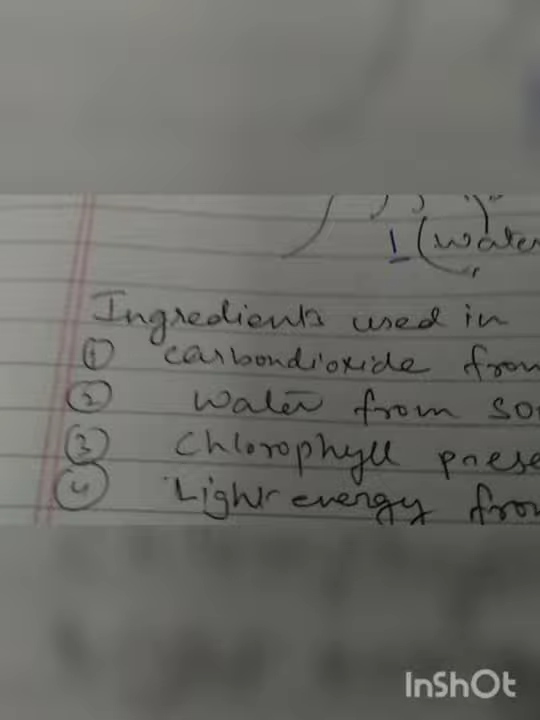 1 (water
Ingredients used in
① carbondioxide from
② water from so
③ chlorophyll prese
④ Light energy from
InShOt